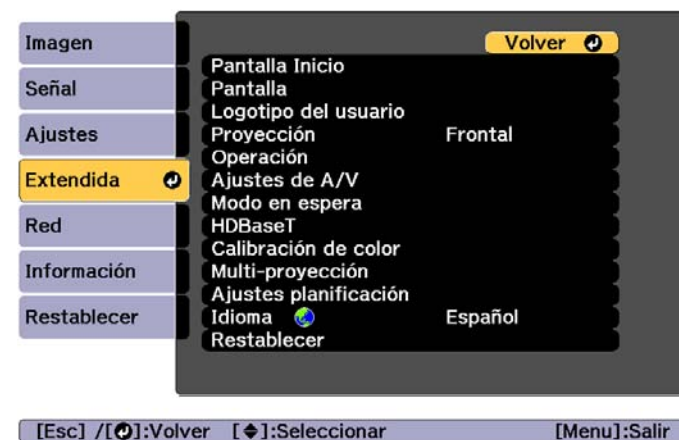 Imagen
Señal
Ajustes
Extendida
Red
Información
Restablecer
Volver
Pantalla Inicio
Pantalla
Logotipo del usuario
Proyección Frontal
Operación
Ajustes de A/V
Modo en espera
HDBaseT
Calibración de color
Multi-proyección
Ajustes planificación
Idioma Español
Restablecer
[Esc] /[ ]:Volver [ ]:Seleccionar [Menu]:Salir